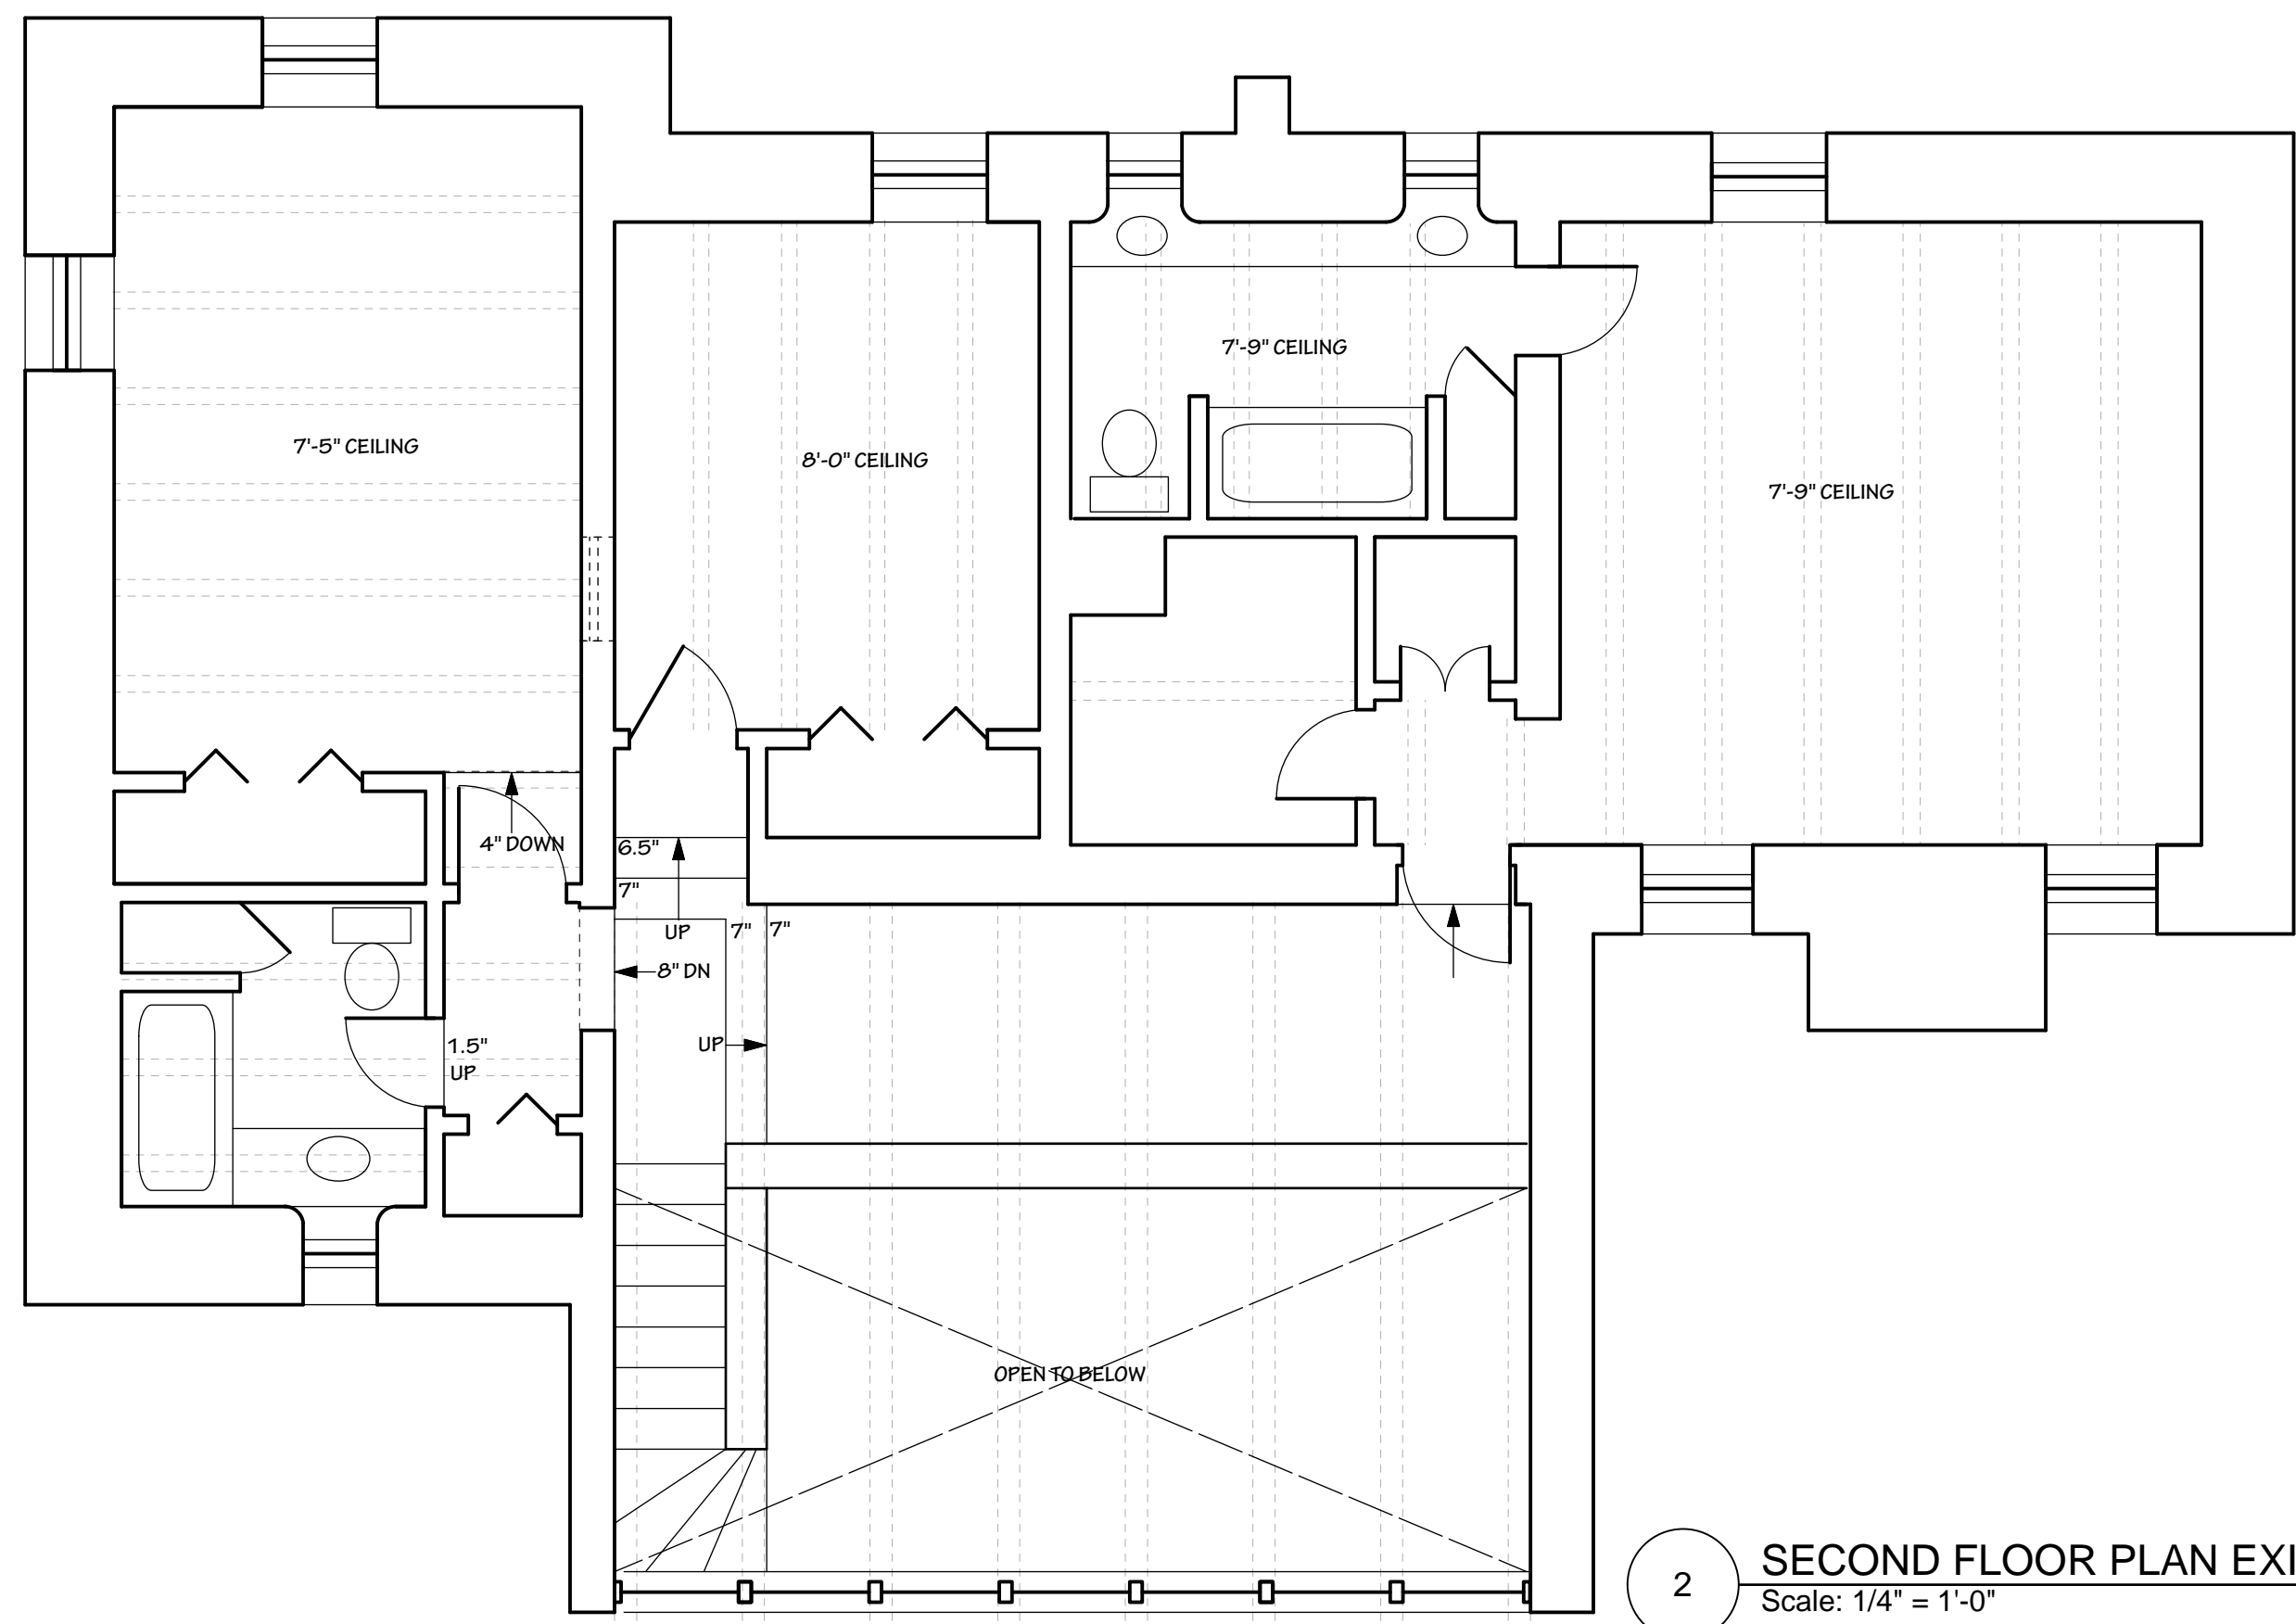 7'-9" CEILING
7'-5" CEILING
8'-0" CEILING
7'-9" CEILING
4" DOWN
6.5"
7"
UP
7"
7"
8" DN
1.5"
UP
UP
OPEN TO BELOW
2
SECOND FLOOR PLAN EXI
Scale: 1/4" = 1'-0"